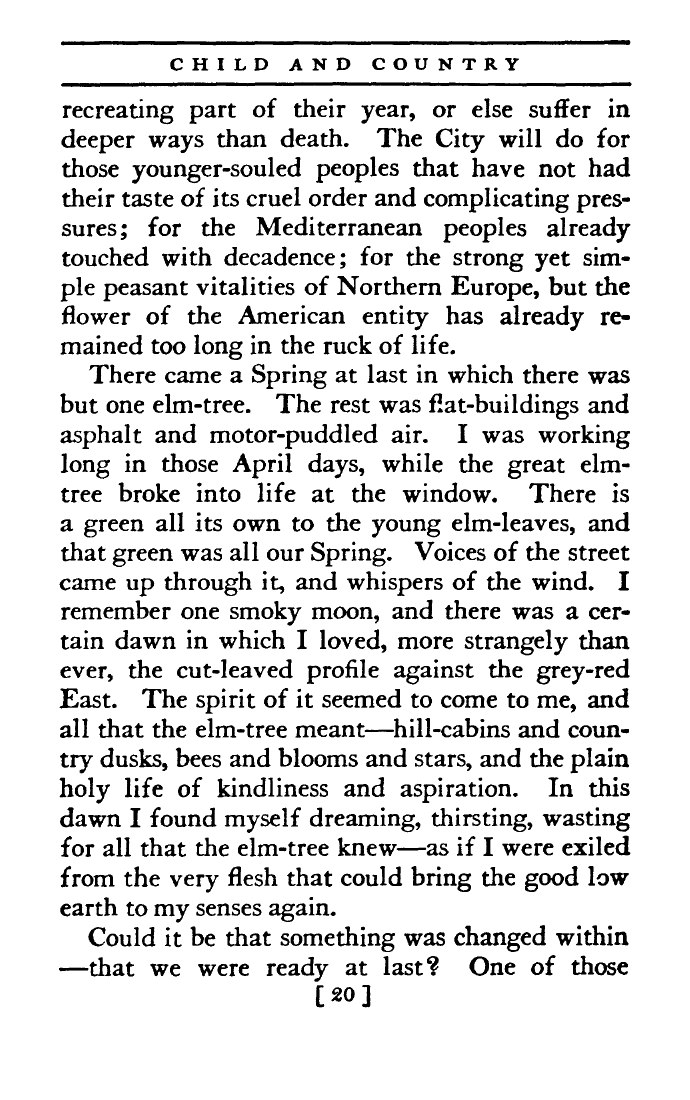 CHILD AND COUNTRY
recreating part of their year, or else suffer in
deeper ways than death. The City will do for
those younger-souled peoples that have not had
their taste of its cruel order and complicating pres-
sures; for the Mediterranean peoples already
touched with decadence; for the strong yet sim-
ple peasant vitalities of Northern Europe, but the
flower of the American entity has already re-
mained too long in the ruck of life.
There came a Spring at last in which there was
but one elm-tree. The rest was flat-buildings and
asphalt and motor-puddled air. I was working
long in those April days, while the great elm-
tree broke into life at the window. There is
a green all its own to the young elm-leaves, and
that green was all our Spring. Voices of the street
came up through it, and whispers of the wind. I
remember one smoky moon, and there was a cer-
tain dawn in which I loved, more strangely than
ever, the cut-leaved profile against the grey-red
East. The spirit of it seemed to come to me, and
all that the elm-tree meant—hill-cabins and coun-
try dusks, bees and blooms and stars, and the plain
holy life of kindliness and aspiration. In this
dawn I found myself dreaming, thirsting, wasting
for all that the elm-tree knew—as if I were exiled
from the very flesh that could bring the good low
earth to my senses again.
Could it be that something was changed within
—that we were ready at last? One of those
[20]